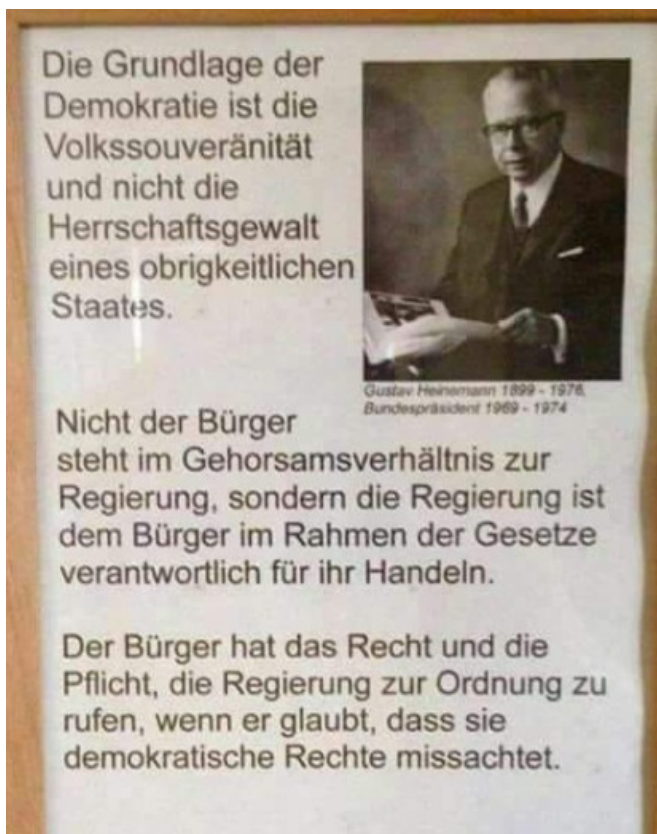 Die Grundlage der
Demokratie ist die
Volkssouveränität
und nicht die
Herrschaftsgewalt
eines obrigkeitlichen
Staates.
Gustav Heinemann 1899 - 1976,
Bundespräsident 1969 - 1974
Nicht der Bürger
steht im Gehorsamsverhältnis zur
Regierung, sondern die Regierung ist
dem Bürger im Rahmen der Gesetze
verantwortlich für ihr Handeln.
Der Bürger hat das Recht und die
Pflicht, die Regierung zur Ordnung zu
rufen, wenn er glaubt, dass sie
demokratische Rechte missachtet.